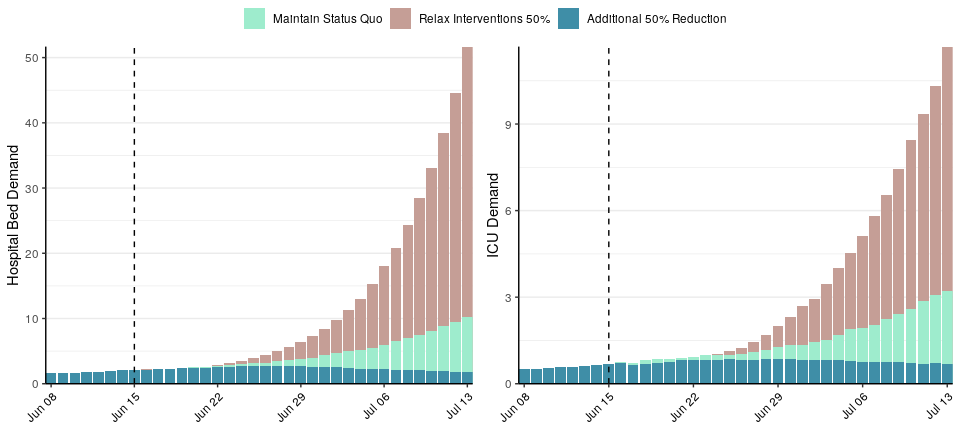 Maintain Status Quo Relax Interventions 50% Additional 50% Reduction
Hospital Bed Demand
50
40
30
20
10
0
Jun 08 Jun 15 Jun 22 Jun 29 Jul 06 Jul 13
ICU Demand
9
6
3
0
Jun 08 Jun 15 Jun 22 Jun 29 Jul 06 Jul 13